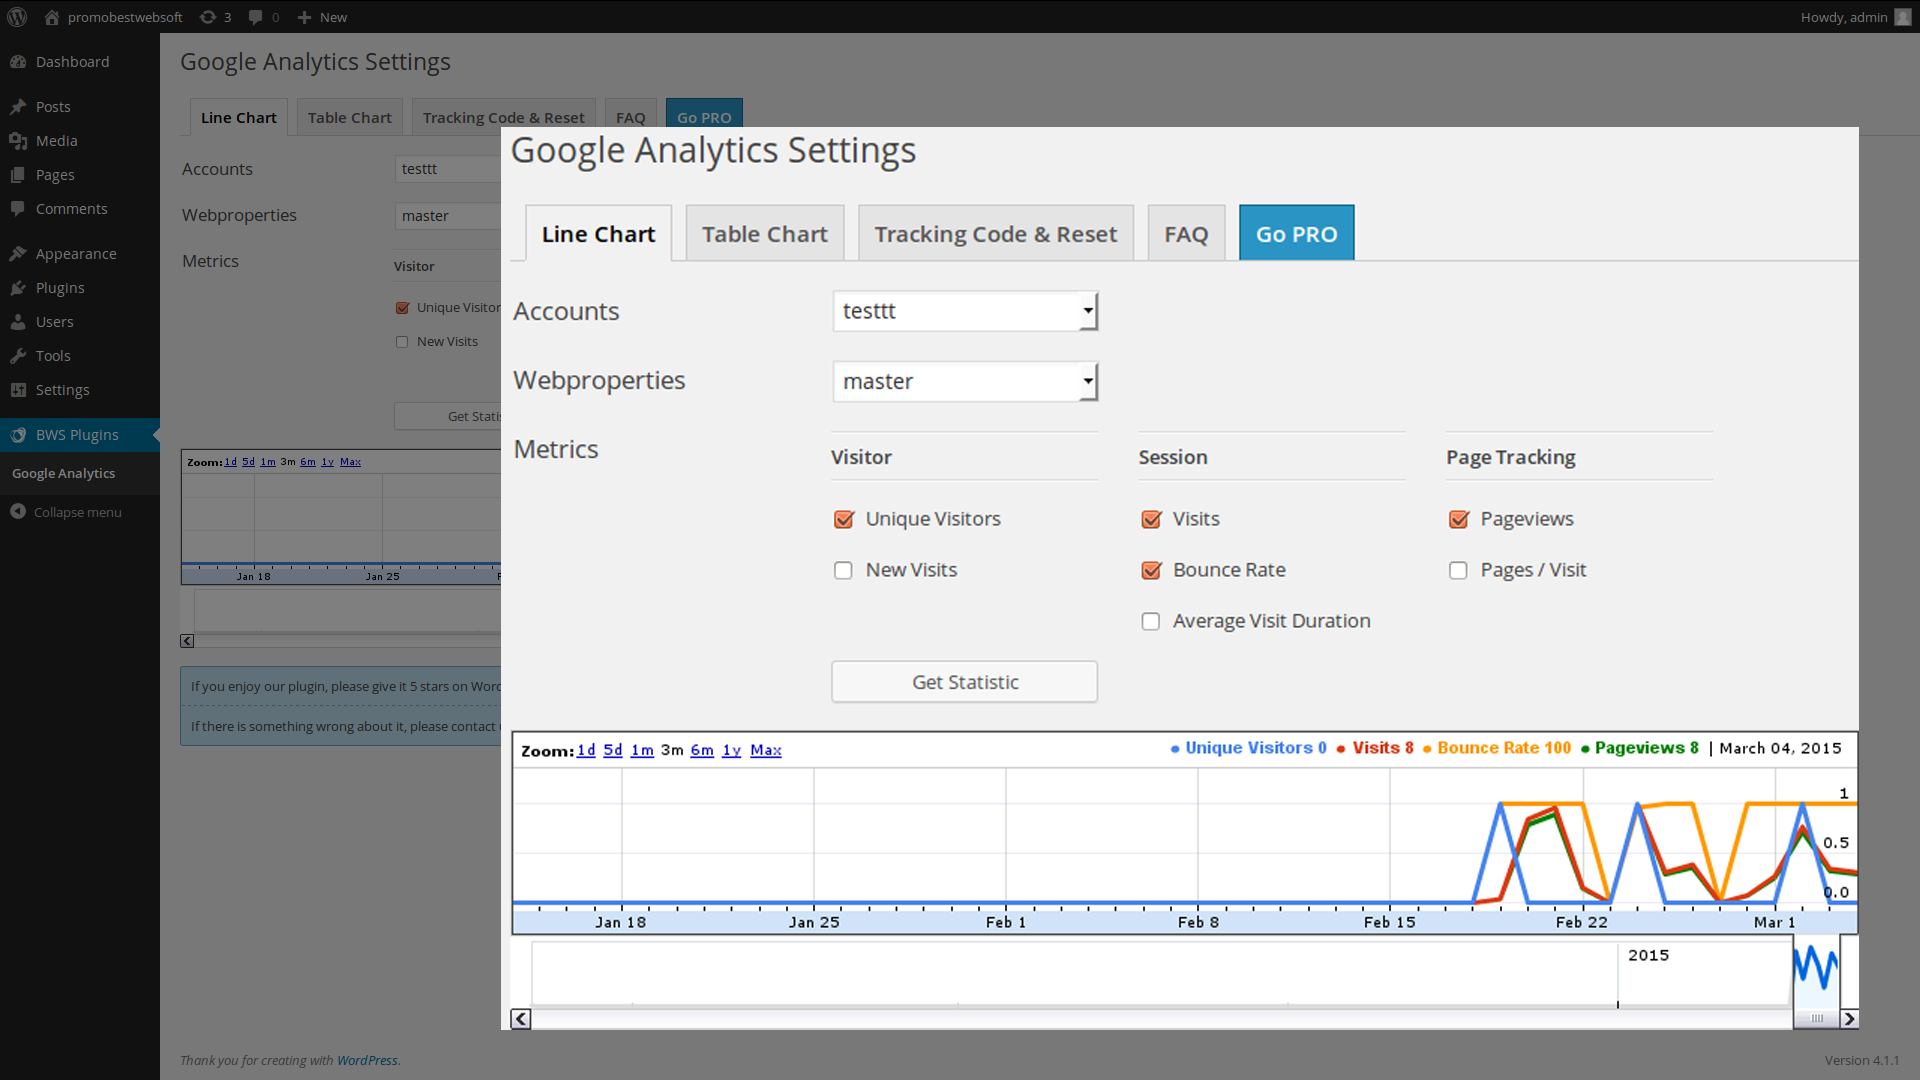 promobestwebsoft 3 0 New Howdy, admin
Dashboard
Posts
Media
Pages
Comments
Appearance
Plugins
Users
Tools
Settings
BWS Plugins
Google Analytics
Collapse menu
Google Analytics Settings
Line Chart Table Chart Tracking Code & Reset FAQ Go PRO
Accounts testtt
Webproperties master
Metrics Visitor
Unique Visitor
New Visits
Get Statis
Zoom: 1d 5d 1m 3m 6m 1y Max
Jan 18 Jan 25
If you enjoy our plugin, please give it 5 stars on Word
If there is something wrong about it, please contact
Google Analytics Settings
Line Chart Table Chart Tracking Code & Reset FAQ Go PRO
Accounts testtt
Webproperties master
Metrics
Visitor Session Page Tracking
Unique Visitors Visits Pageviews
New Visits Bounce Rate Pages / Visit
Average Visit Duration
Get Statistic
Zoom: 1d 5d 1m 3m 6m 1y Max Unique Visitors 0 Visits 8 Bounce Rate 100 Pageviews 8 | March 04, 2015
1
0.5
0.0
Jan 18 Jan 25 Feb 1 Feb 8 Feb 15 Feb 22 Mar 1
2015
Thank you for creating with WordPress. Version 4.1.1